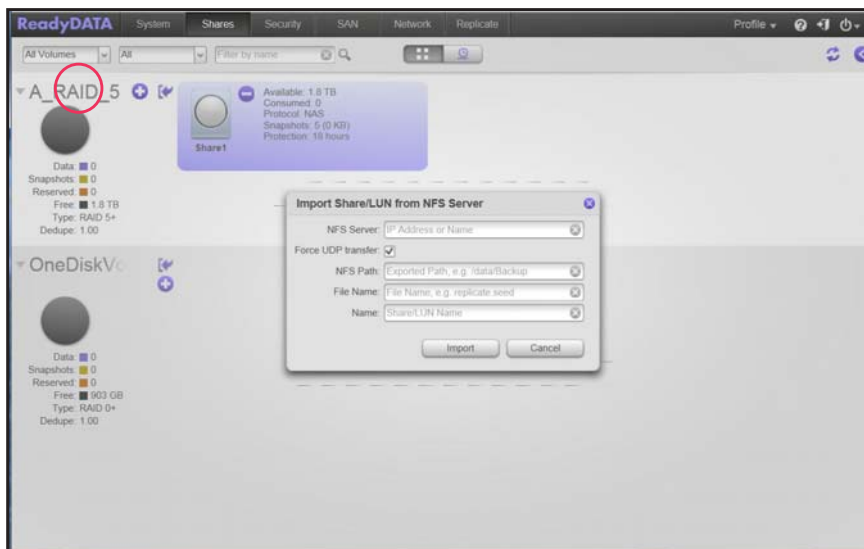 ReadyDATA System Shares Security SAN Network Replicate Profile
All Volumes All Filter by name
A_RAID_5
Available: 1.8 TB
Consumed: 0
Protocol: NAS
Snapshots: 5 (0 KB)
Protection: 18 hours
Share1
Data: 0
Snapshots: 0
Reserved: 0
Free: 1.8 TB
Type: RAID 5+
Dedupe: 1.00
Import Share/LUN from NFS Server
NFS Server: IP Address or Name
Force UDP transfer:
NFS Path: Exported Path, e.g. /data/Backup
File Name: File Name, e.g. replicate seed
Name: Share/LUN Name
Import Cancel
OneDiskVo
Data: 0
Snapshots: 0
Reserved: 0
Free: 903 GB
Type: RAID 0+
Dedupe: 1.00